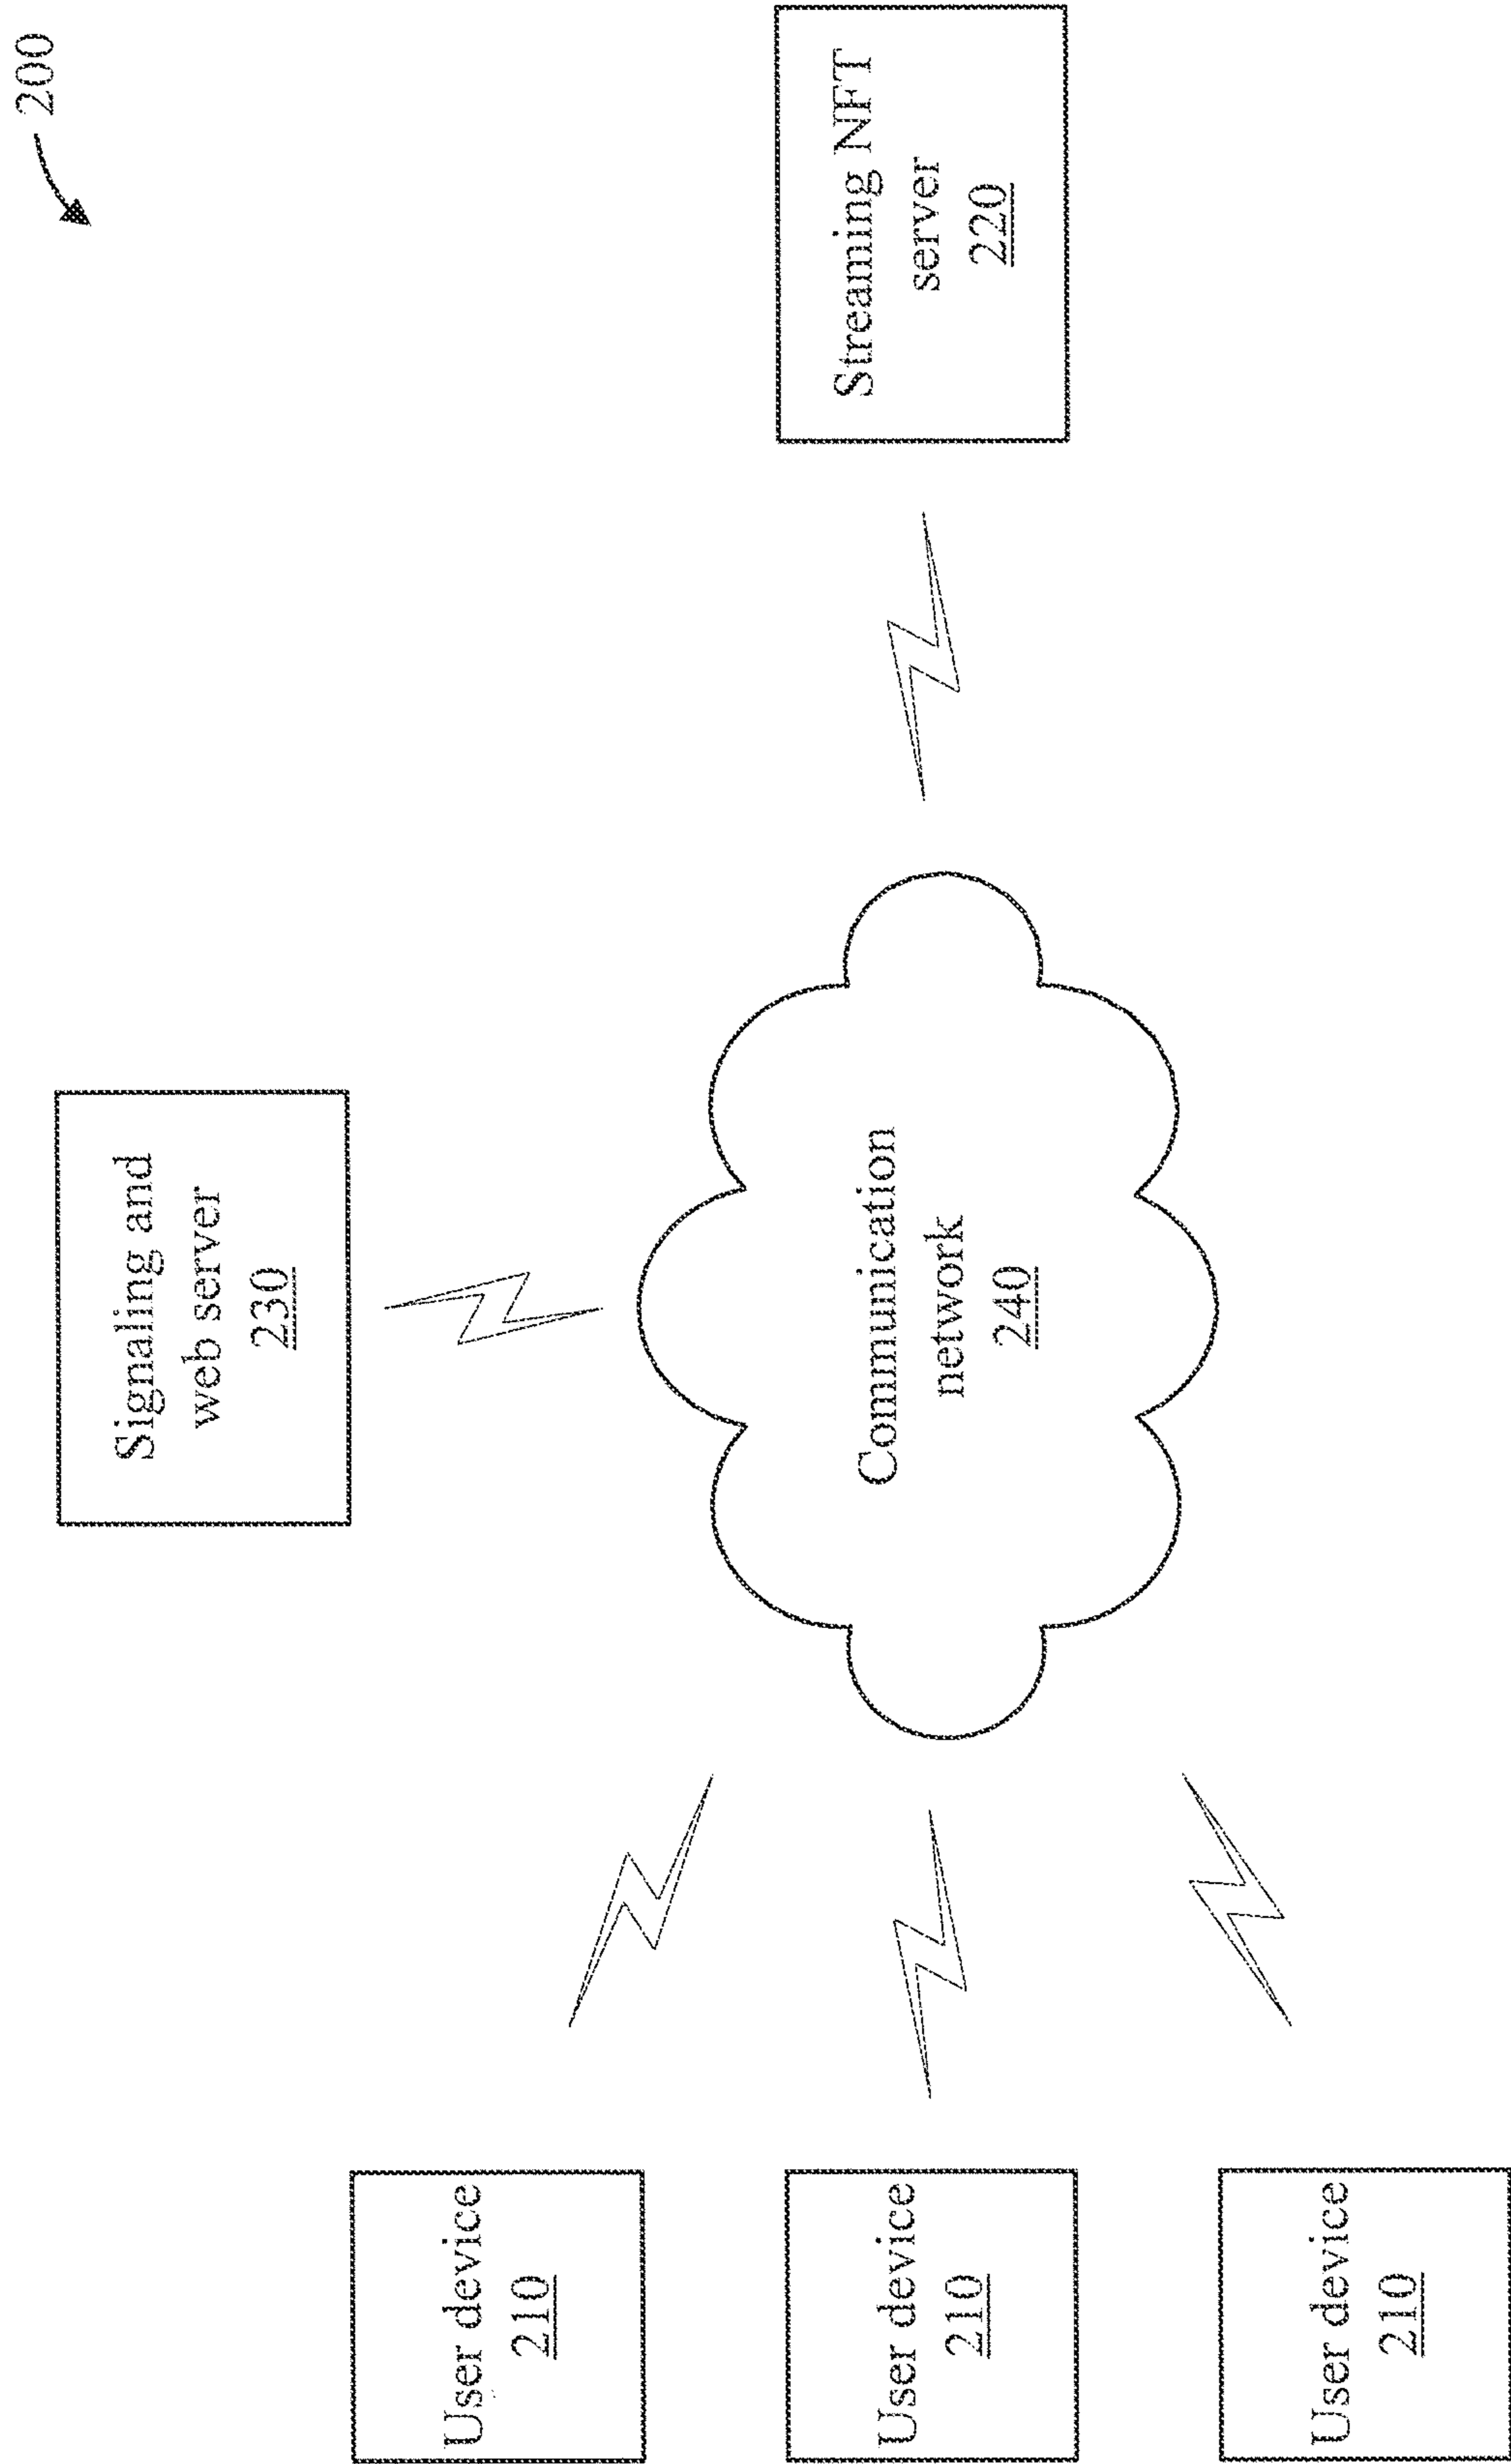 200
Signaling and
web server
230
User device
210
User device
210
User device
210
Communication
network
240
Streaming NFT
server
220